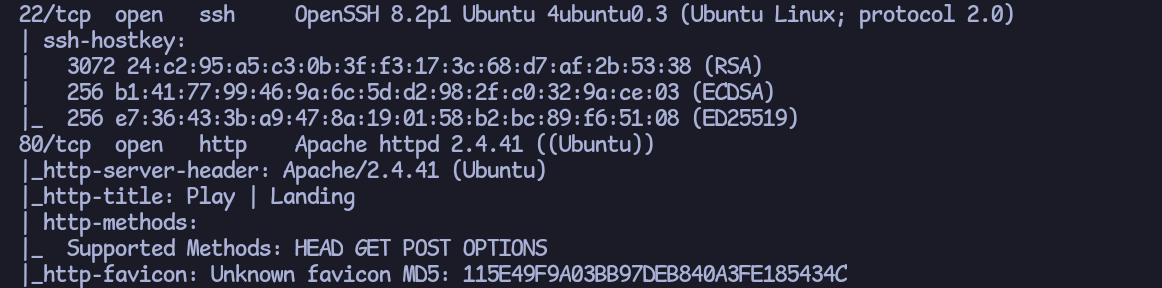 22/tcp  open   ssh     OpenSSH 8.2p1 Ubuntu 4ubuntu0.3 (Ubuntu Linux; protocol 2.0)
| ssh-hostkey:
|   3072 24:c2:95:a5:c3:0b:3f:f3:17:3c:68:d7:af:2b:53:38 (RSA)
|   256 b1:41:77:99:46:9a:6c:5d:d2:98:2f:c0:32:9a:ce:03 (ECDSA)
|_  256 e7:36:43:3b:a9:47:8a:19:01:58:b2:bc:89:f6:51:08 (ED25519)
80/tcp  open   http    Apache httpd 2.4.41 ((Ubuntu))
|_http-server-header: Apache/2.4.41 (Ubuntu)
|_http-title: Play | Landing
| http-methods:
|_  Supported Methods: HEAD GET POST OPTIONS
|_http-favicon: Unknown favicon MD5: 115E49F9A03BB97DEB840A3FE185434C